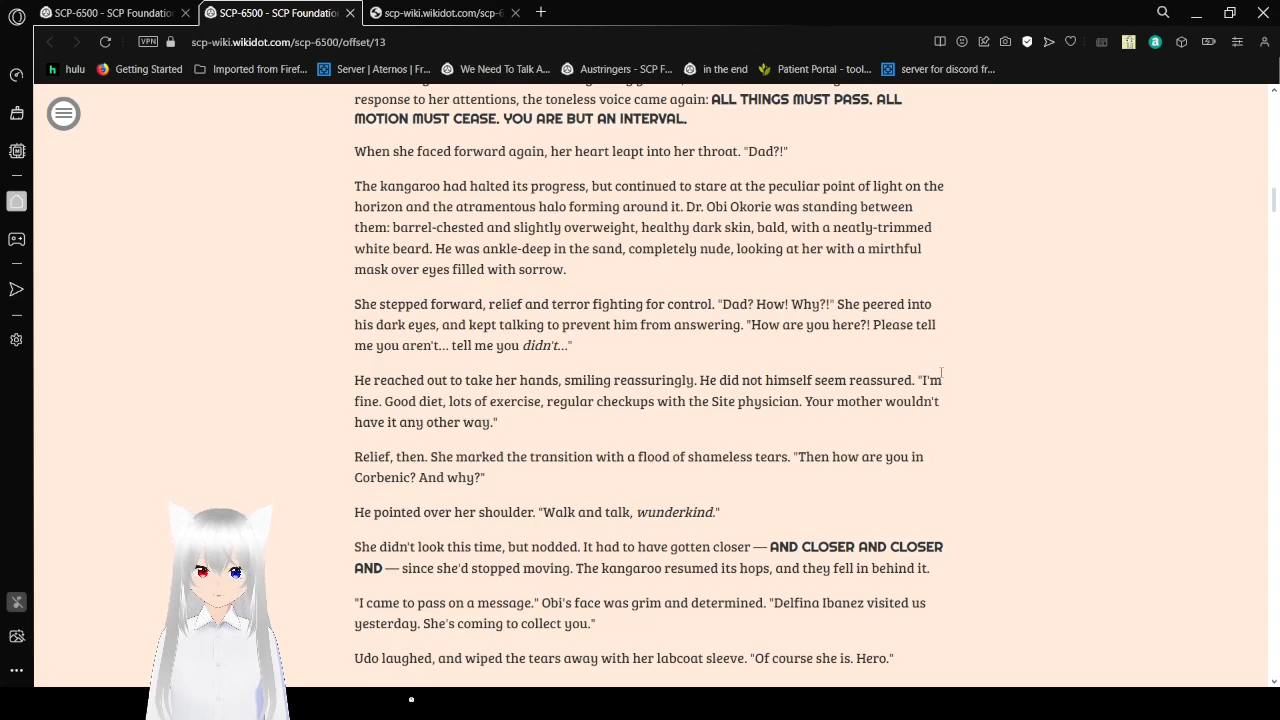 SCP-6500 - SCP Foundation
SCP-6500 - SCP Foundation
scp-wiki.wikidot.com/scp-6
VPN
scp-wiki.wikidot.com/scp-6500/offset/13
hulu
Getting Started
Imported from Firef...
Server | Aternos | Fr...
We Need To Talk A...
Austringers - SCP F...
in the end
Patient Portal - tool...
server for discord fr...
response to her attentions, the toneless voice came again: ALL THINGS MUST PASS. ALL
MOTION MUST CEASE. YOU ARE BUT AN INTERVAL.
When she faced forward again, her heart leapt into her throat. "Dad?!"
The kangaroo had halted its progress, but continued to stare at the peculiar point of light on the
horizon and the atramentous halo forming around it. Dr. Obi Okorie was standing between
them: barrel-chested and slightly overweight, healthy dark skin, bald, with a neatly-trimmed
white beard. He was ankle-deep in the sand, completely nude, looking at her with a mirthful
mask over eyes filled with sorrow.
She stepped forward, relief and terror fighting for control. "Dad? How! Why?!" She peered into
his dark eyes, and kept talking to prevent him from answering. "How are you here?! Please tell
me you aren't... tell me you didn't..."
He reached out to take her hands, smiling reassuringly. He did not himself seem reassured. "I'm
fine. Good diet, lots of exercise, regular checkups with the Site physician. Your mother wouldn't
have it any other way."
Relief, then. She marked the transition with a flood of shameless tears. "Then how are you in
Corbenic? And why?"
He pointed over her shoulder. "Walk and talk, wunderkind."
She didn't look this time, but nodded. It had to have gotten closer — AND CLOSER AND CLOSER
AND — since she'd stopped moving. The kangaroo resumed its hops, and they fell in behind it.
"I came to pass on a message." Obi's face was grim and determined. "Delfina Ibanez visited us
yesterday. She's coming to collect you."
Udo laughed, and wiped the tears away with her labcoat sleeve. "Of course she is. Hero."